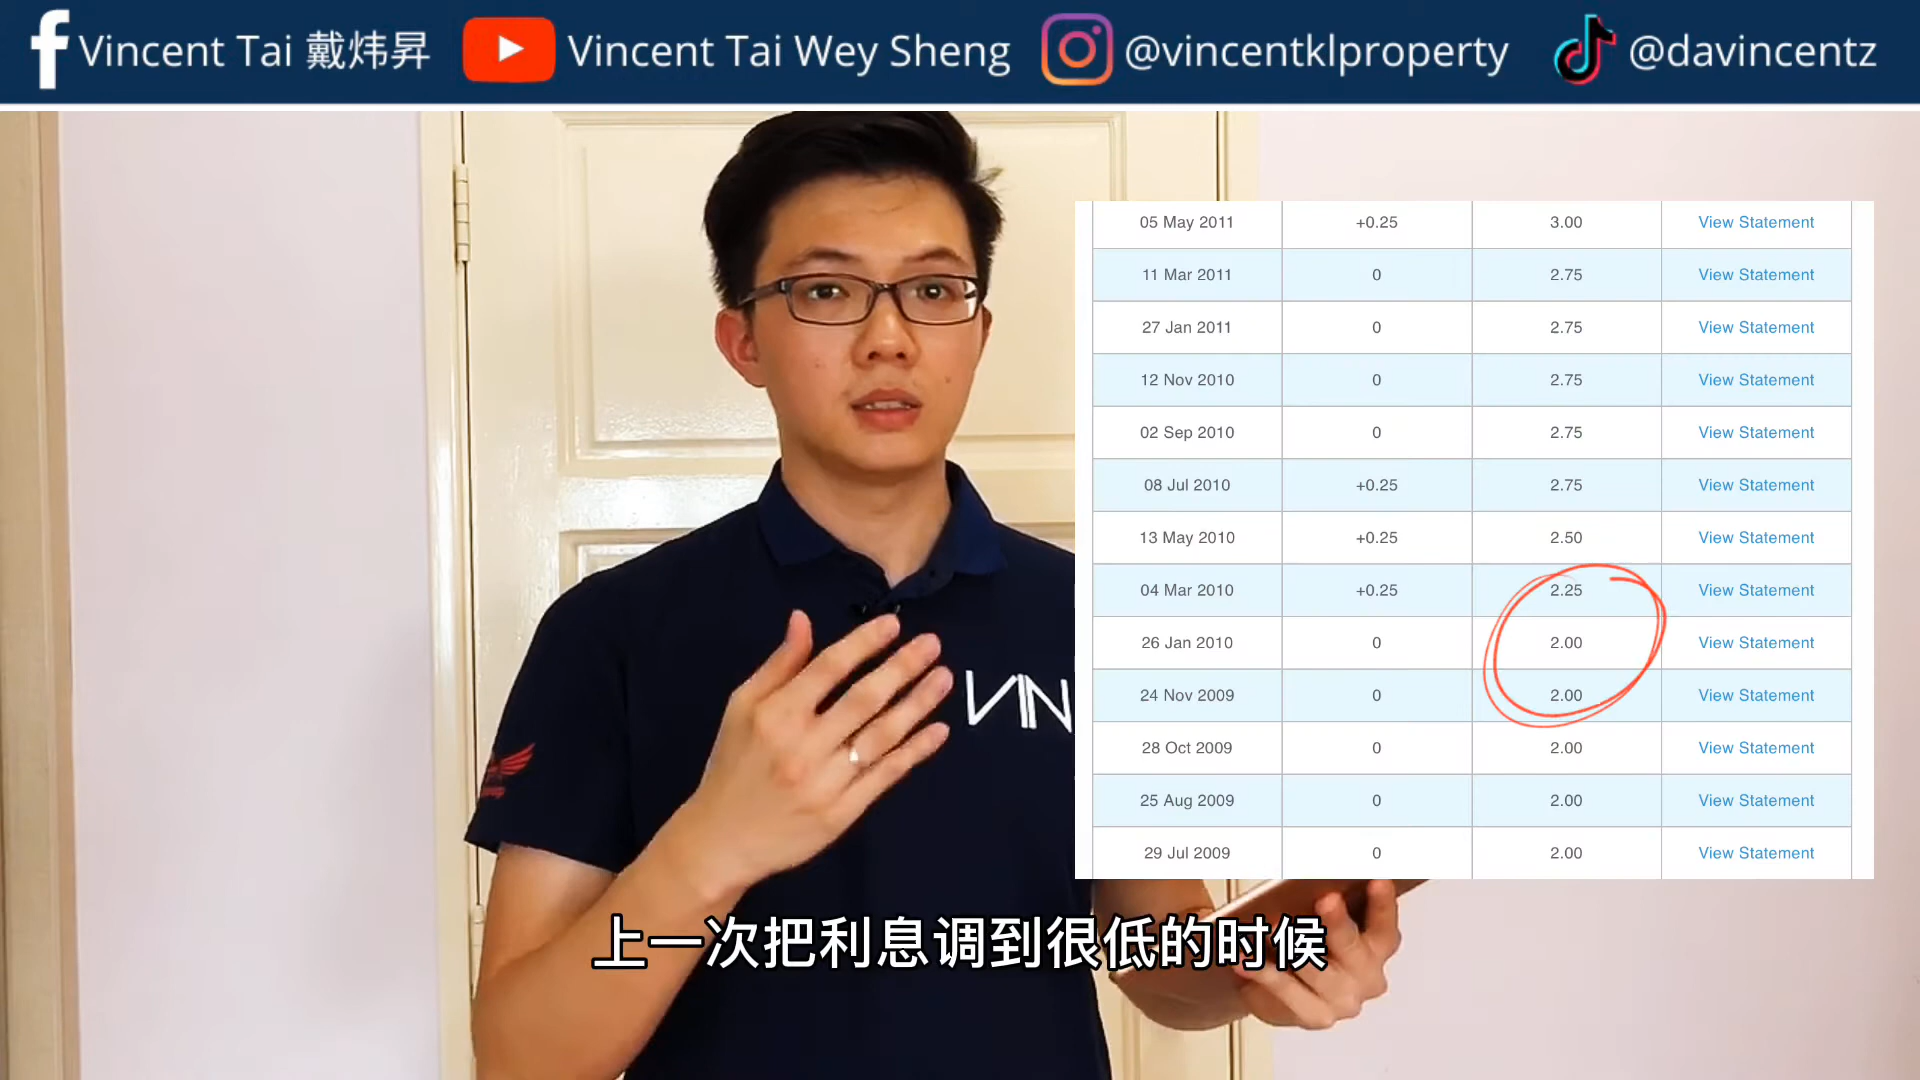 Vincent Tai 戴炜昇 Vincent Tai Wey Sheng @vincentklproperty @davincentz
05 May 2011 +0.25 3.00 View Statement
11 Mar 2011 0 2.75 View Statement
27 Jan 2011 0 2.75 View Statement
12 Nov 2010 0 2.75 View Statement
02 Sep 2010 0 2.75 View Statement
08 Jul 2010 +0.25 2.75 View Statement
13 May 2010 +0.25 2.50 View Statement
04 Mar 2010 +0.25 2.25 View Statement
26 Jan 2010 0 2.00 View Statement
24 Nov 2009 0 2.00 View Statement
28 Oct 2009 0 2.00 View Statement
25 Aug 2009 0 2.00 View Statement
29 Jul 2009 0 2.00 View Statement
VIN
上一次把利息调到很低的时候